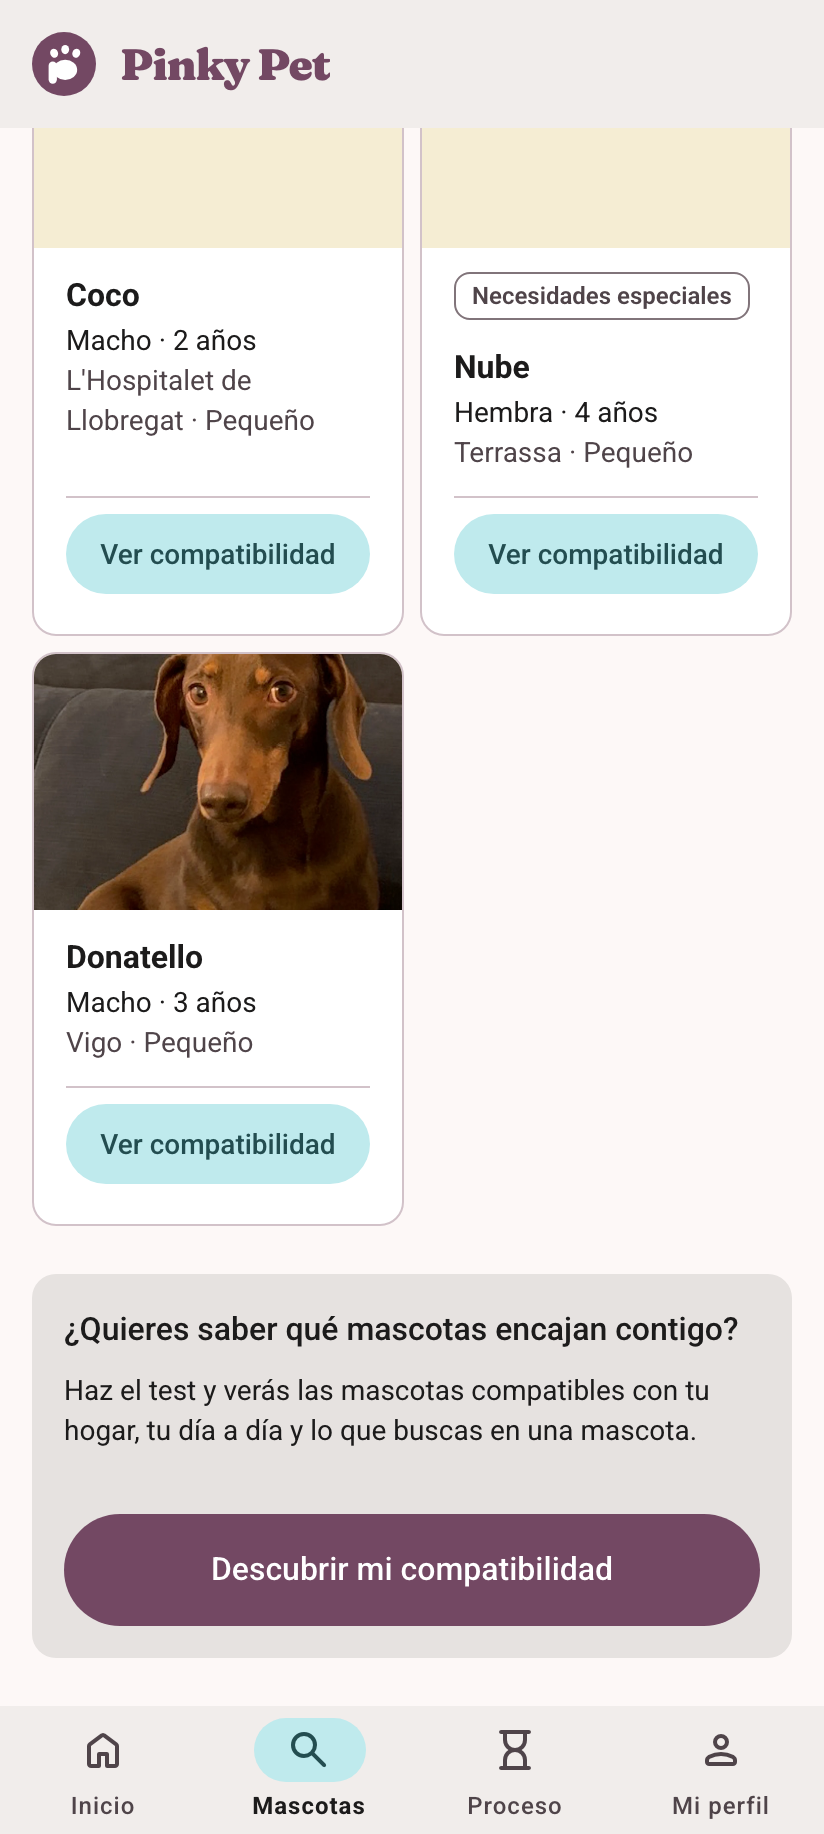 Pinky Pet
Coco
Macho · 2 años
L'Hospitalet de
Llobregat · Pequeño
Ver compatibilidad
Necesidades especiales
Nube
Hembra · 4 años
Terrassa · Pequeño
Ver compatibilidad
Donatello
Macho · 3 años
Vigo · Pequeño
Ver compatibilidad
¿Quieres saber qué mascotas encajan contigo?
Haz el test y verás las mascotas compatibles con tu
hogar, tu día a día y lo que buscas en una mascota.
Descubrir mi compatibilidad
Inicio
Mascotas
Proceso
Mi perfil